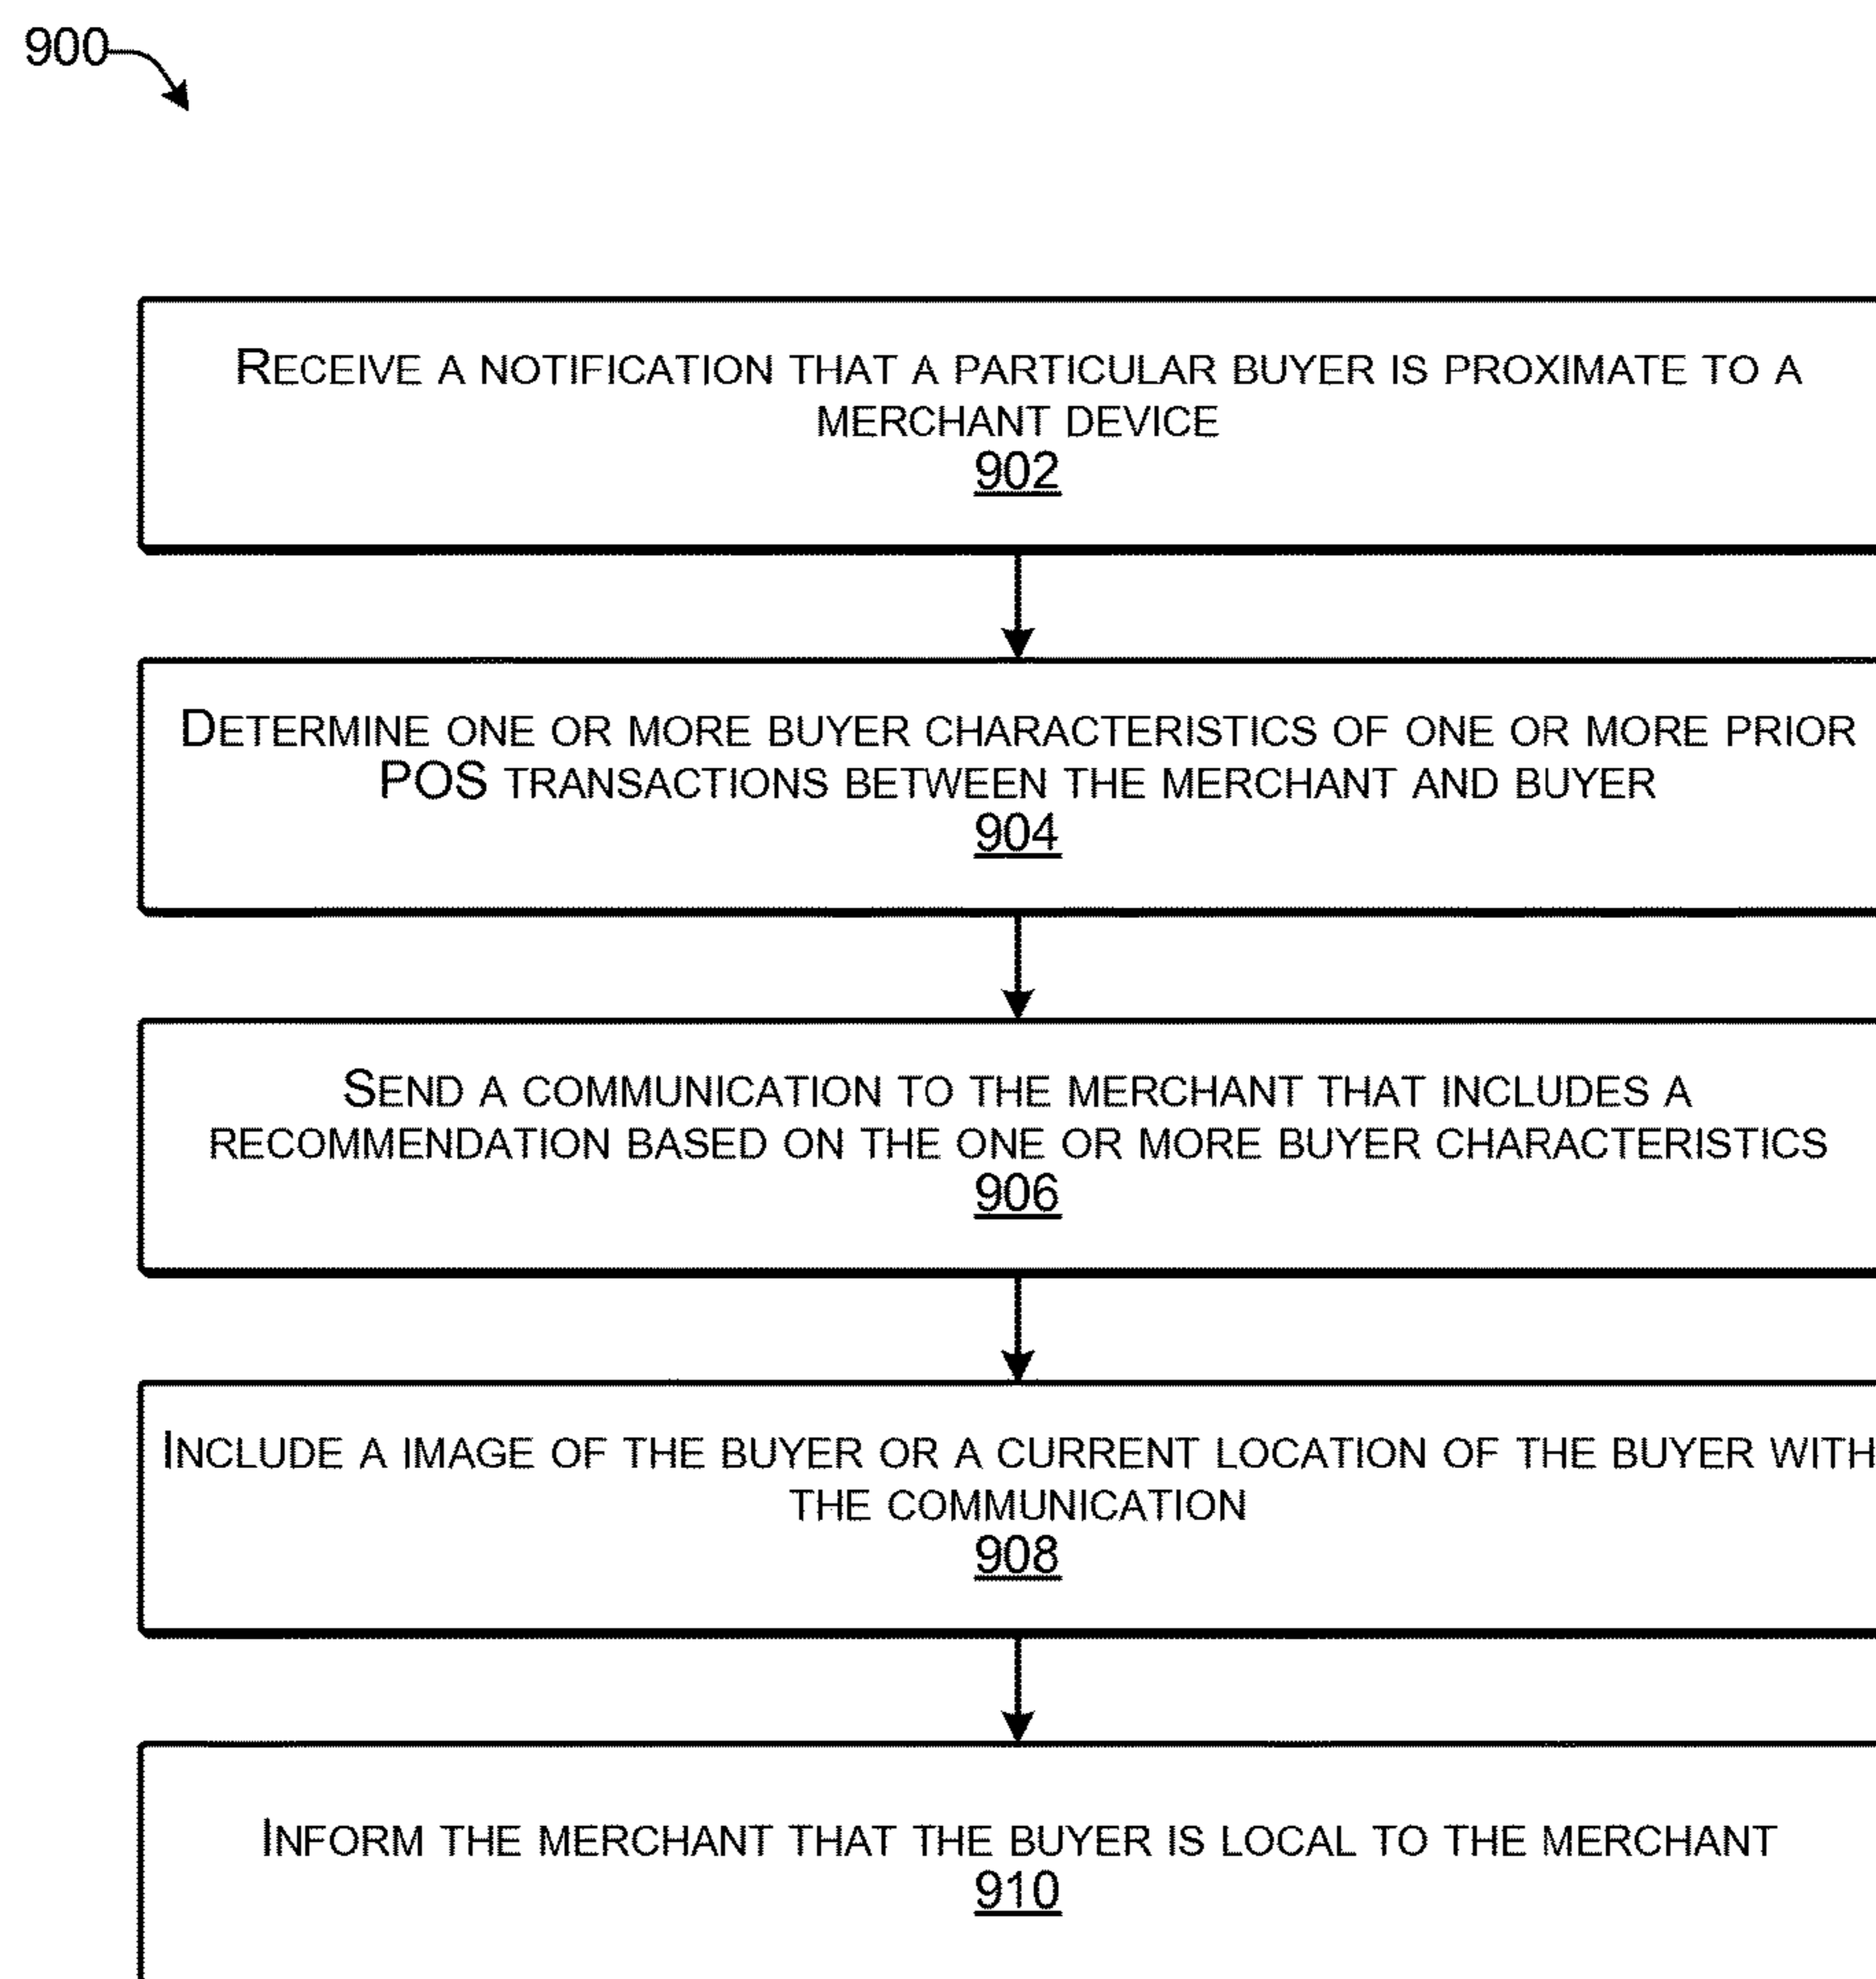 900
RECEIVE A NOTIFICATION THAT A PARTICULAR BUYER IS PROXIMATE TO A
MERCHANT DEVICE
902
DETERMINE ONE OR MORE BUYER CHARACTERISTICS OF ONE OR MORE PRIOR
POS TRANSACTIONS BETWEEN THE MERCHANT AND BUYER
904
SEND A COMMUNICATION TO THE MERCHANT THAT INCLUDES A
RECOMMENDATION BASED ON THE ONE OR MORE BUYER CHARACTERISTICS
906
INCLUDE A IMAGE OF THE BUYER OR A CURRENT LOCATION OF THE BUYER WITH
THE COMMUNICATION
908
INFORM THE MERCHANT THAT THE BUYER IS LOCAL TO THE MERCHANT
910